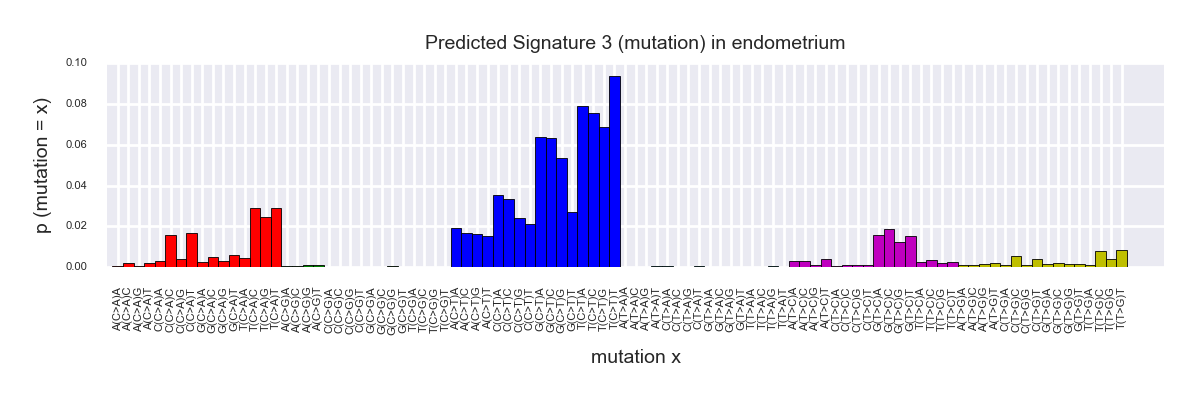 Predicted Signature 3 (mutation) in endometrium
p (mutation = x)
0.10
0.08
0.06
0.04
0.02
0.00
A(C>A)A
A(C>A)C
A(C>A)G
A(C>A)T
C(C>A)A
C(C>A)C
C(C>A)G
C(C>A)T
G(C>A)A
G(C>A)C
G(C>A)G
G(C>A)T
T(C>A)A
T(C>A)C
T(C>A)G
T(C>A)T
A(C>G)A
A(C>G)C
A(C>G)G
A(C>G)T
C(C>G)A
C(C>G)C
C(C>G)G
C(C>G)T
G(C>G)A
G(C>G)C
G(C>G)G
G(C>G)T
T(C>G)A
T(C>G)C
T(C>G)G
T(C>G)T
A(C>T)A
A(C>T)C
A(C>T)G
A(C>T)T
C(C>T)A
C(C>T)C
C(C>T)G
C(C>T)T
G(C>T)A
G(C>T)C
G(C>T)G
G(C>T)T
T(C>T)A
T(C>T)C
T(C>T)G
T(C>T)T
A(T>A)A
A(T>A)C
A(T>A)G
A(T>A)T
C(T>A)A
C(T>A)C
C(T>A)G
C(T>A)T
G(T>A)A
G(T>A)C
G(T>A)G
G(T>A)T
T(T>A)A
T(T>A)C
T(T>A)G
T(T>A)T
A(T>C)A
A(T>C)C
A(T>C)G
A(T>C)T
C(T>C)A
C(T>C)C
C(T>C)G
C(T>C)T
G(T>C)A
G(T>C)C
G(T>C)G
G(T>C)T
T(T>C)A
T(T>C)C
T(T>C)G
T(T>C)T
A(T>G)A
A(T>G)C
A(T>G)G
A(T>G)T
C(T>G)A
C(T>G)C
C(T>G)G
C(T>G)T
G(T>G)A
G(T>G)C
G(T>G)G
G(T>G)T
T(T>G)A
T(T>G)C
T(T>G)G
T(T>G)T
mutation x